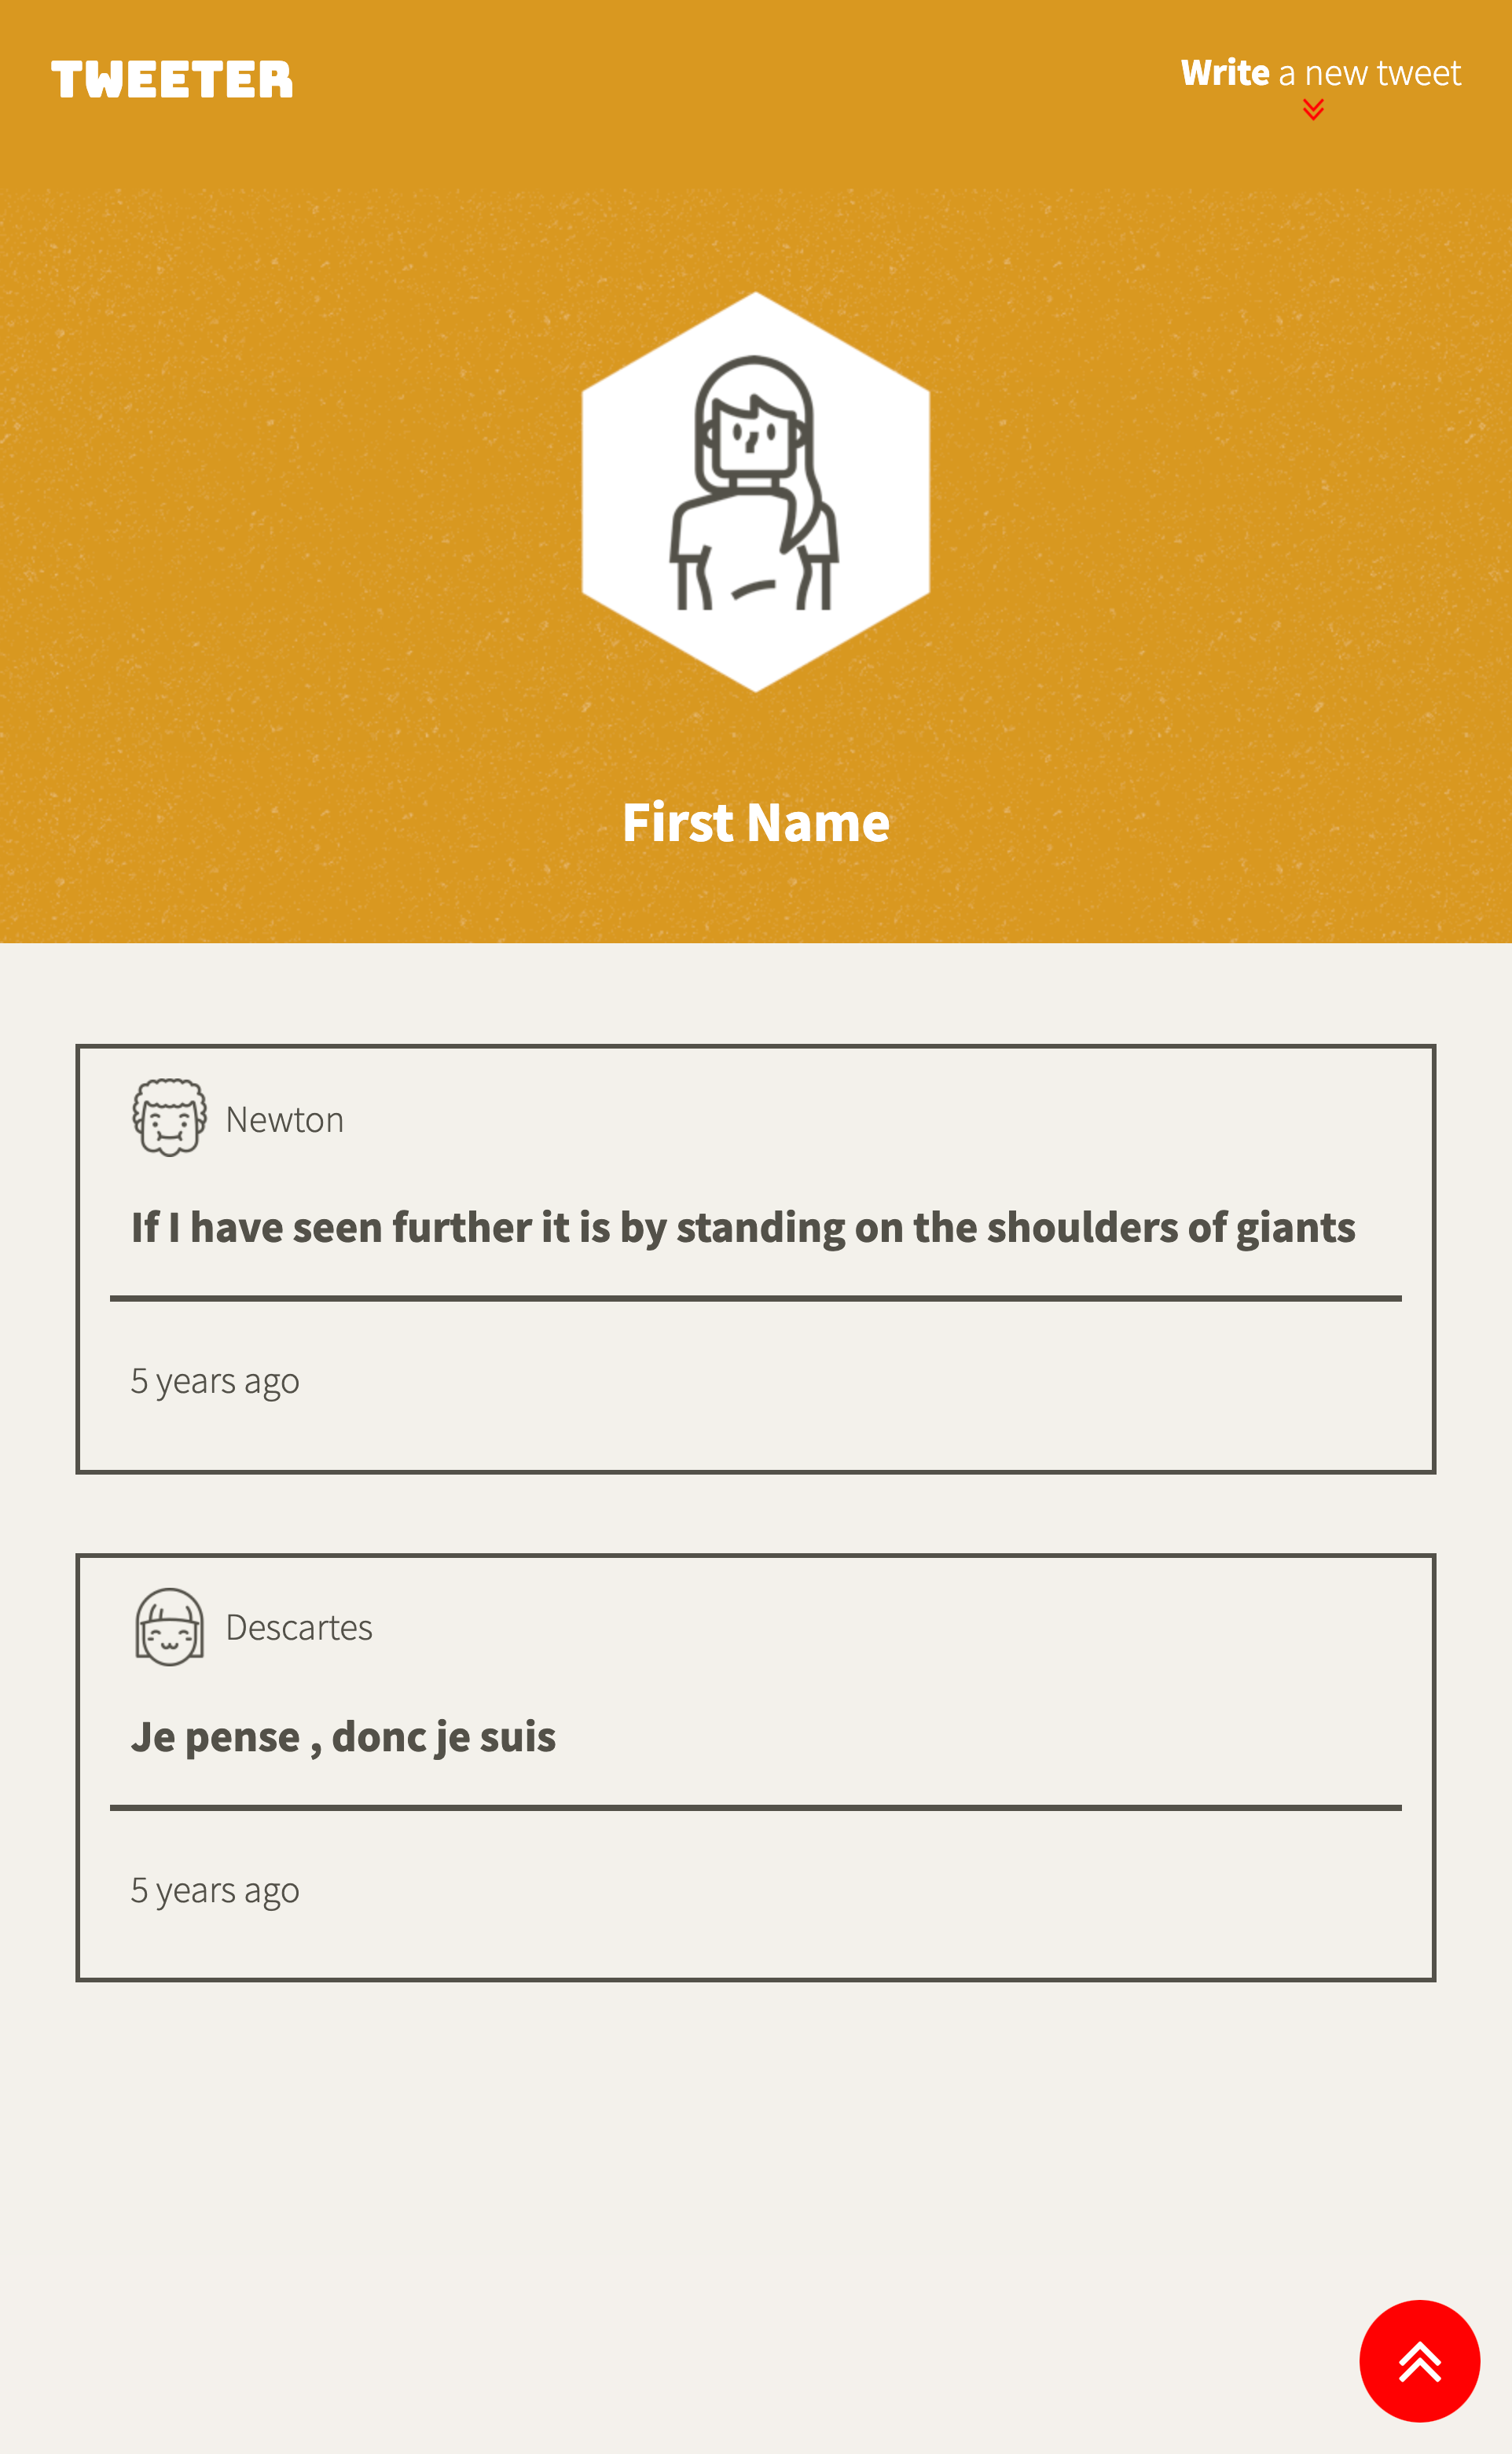 TWEETER
Write a new tweet
First Name
Newton
If I have seen further it is by standing on the shoulders of giants
5 years ago
Descartes
Je pense , donc je suis
5 years ago